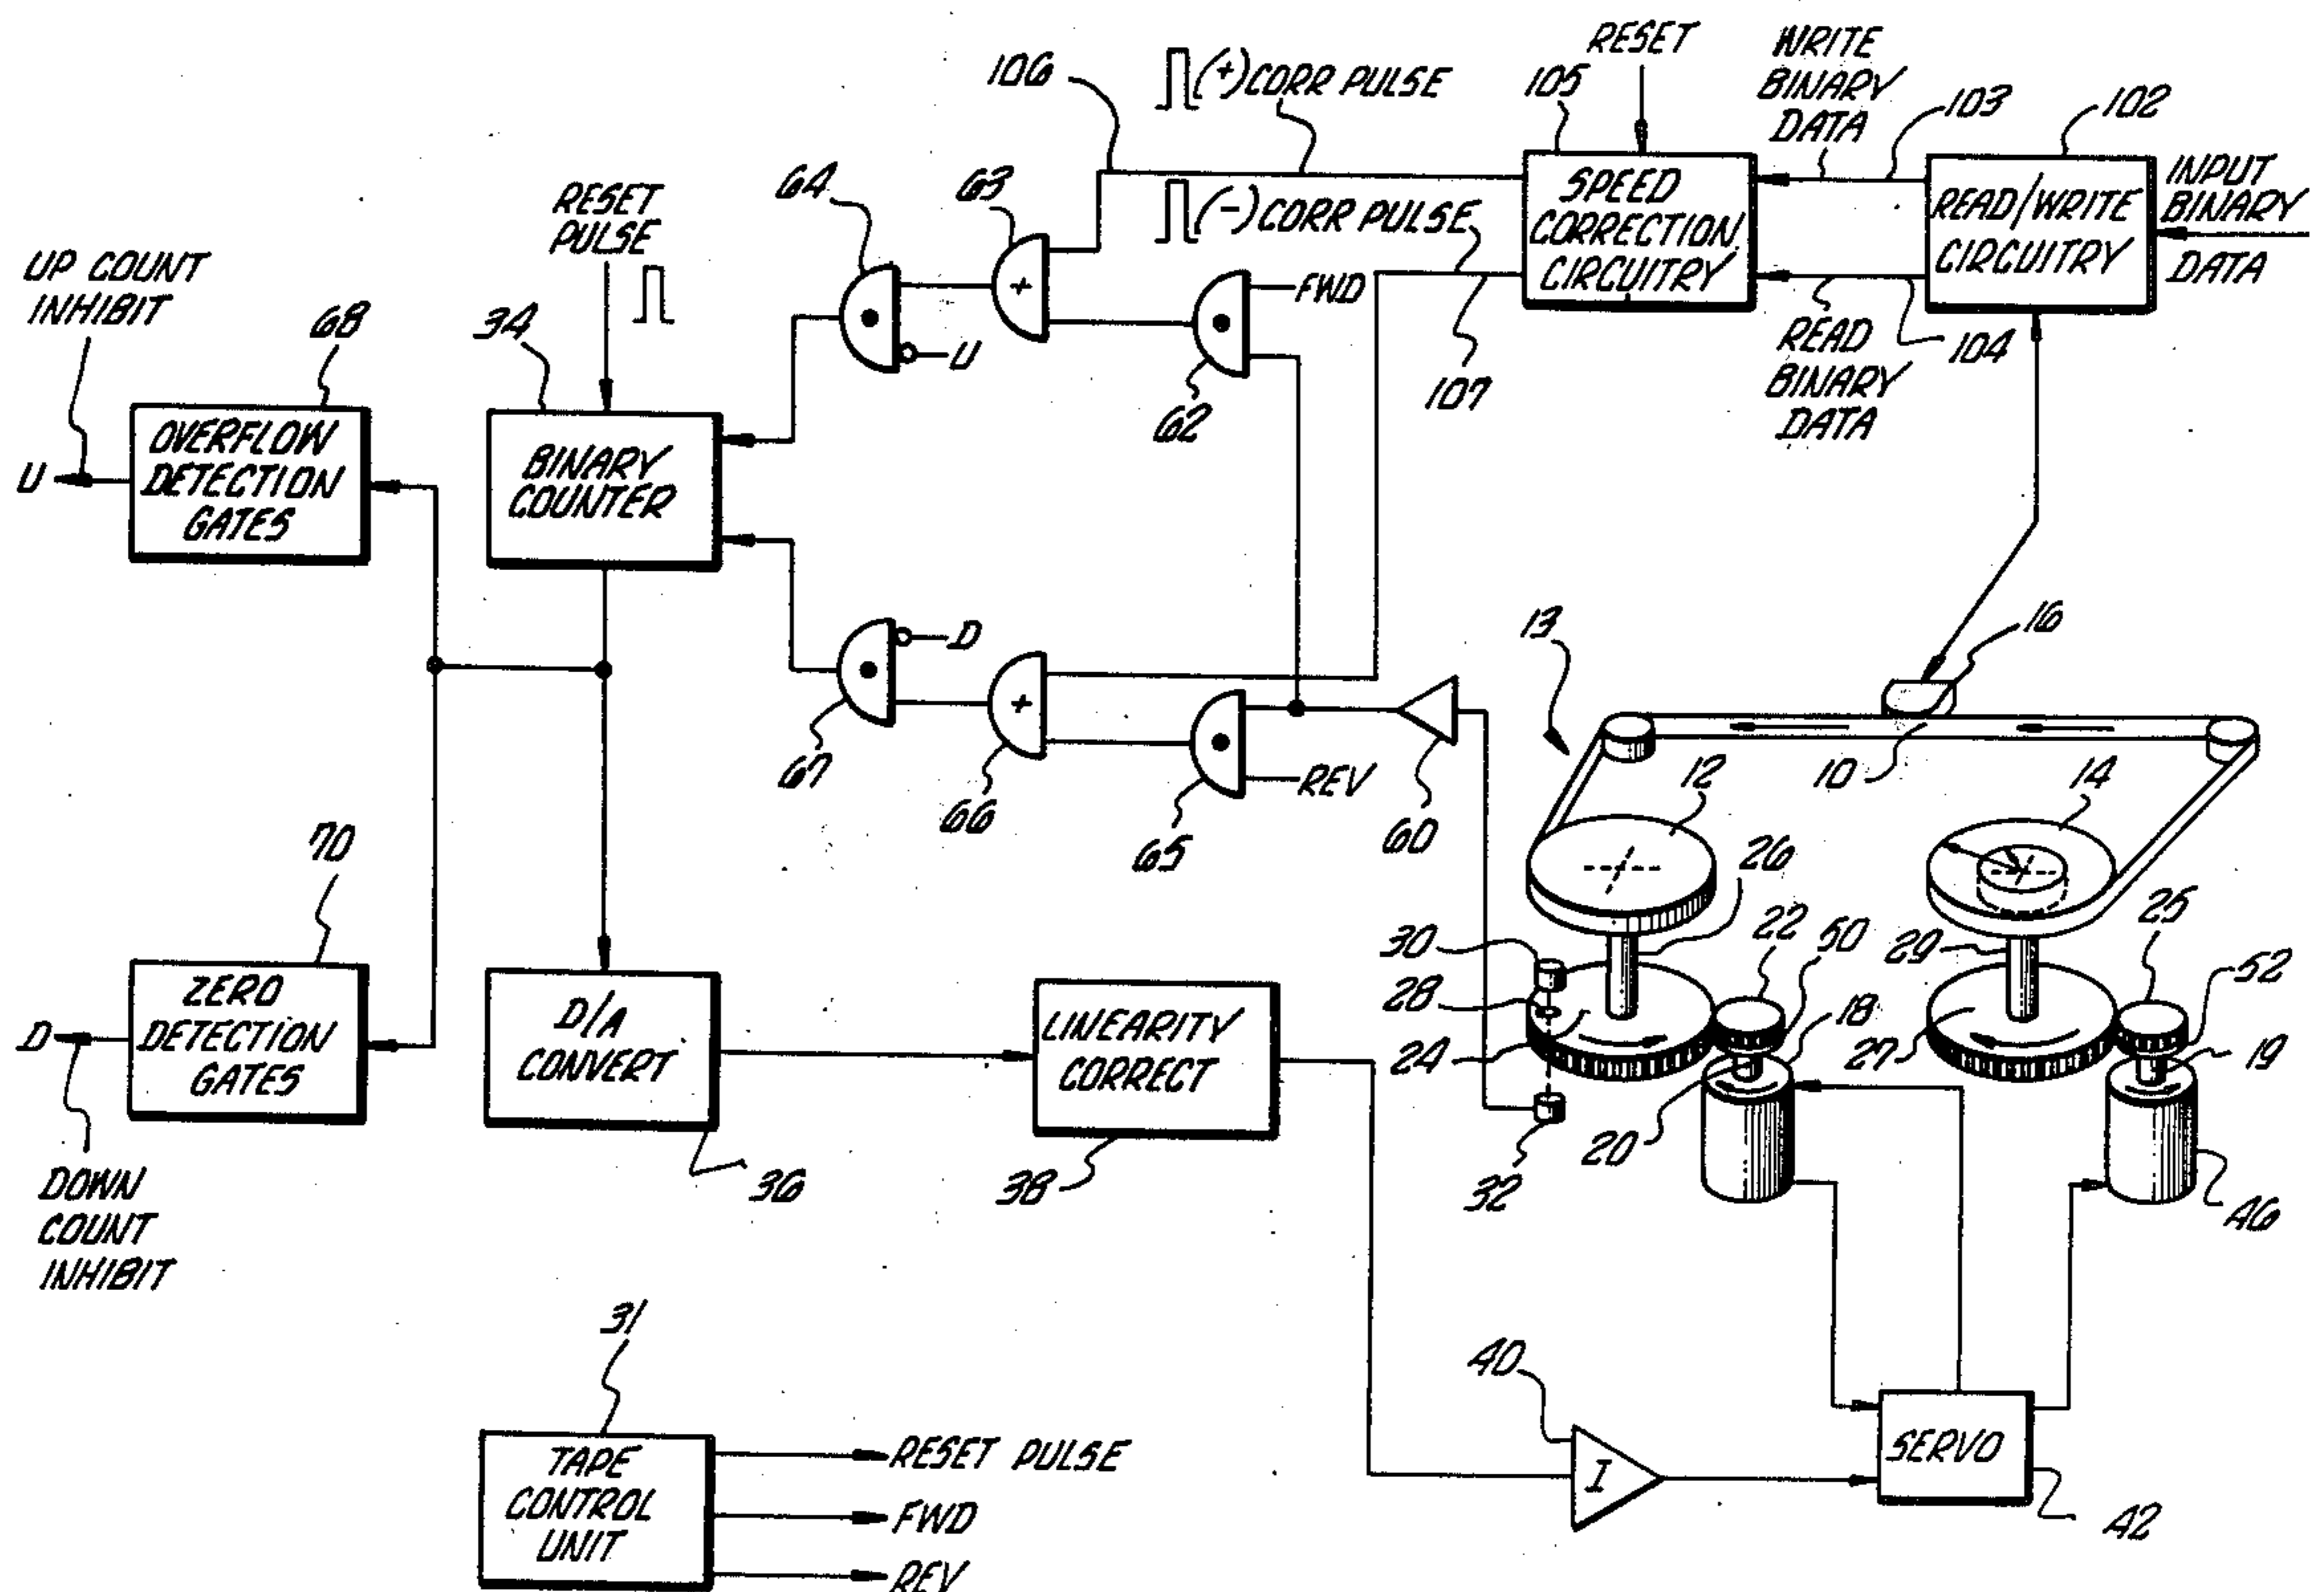 106
(+) CORR PULSE
RESET
105
WRITE
BINARY
DATA
103
102
INPUT
BINARY
DATA
READ/WRITE
CIRCUITRY
SPEED
CORRECTION
CIRCUITRY
(-) CORR PULSE
107
READ
BINARY
DATA
104
RESET
PULSE
64
63
+
FWD
U
62
UP COUNT
INHIBIT
68
34
U
OVERFLOW
DETECTION
GATES
BINARY
COUNTER
D
67
+
66
65
REV
60
13
16
10
12
14
26
30
28
24
22
50
18
20
32
29
27
25
52
19
46
70
D
ZERO
DETECTION
GATES
D/A
CONVERT
36
LINEARITY
CORRECT
38
DOWN
COUNT
INHIBIT
31
TAPE
CONTROL
UNIT
RESET PULSE
FWD
REV
40
I
SERVO
42